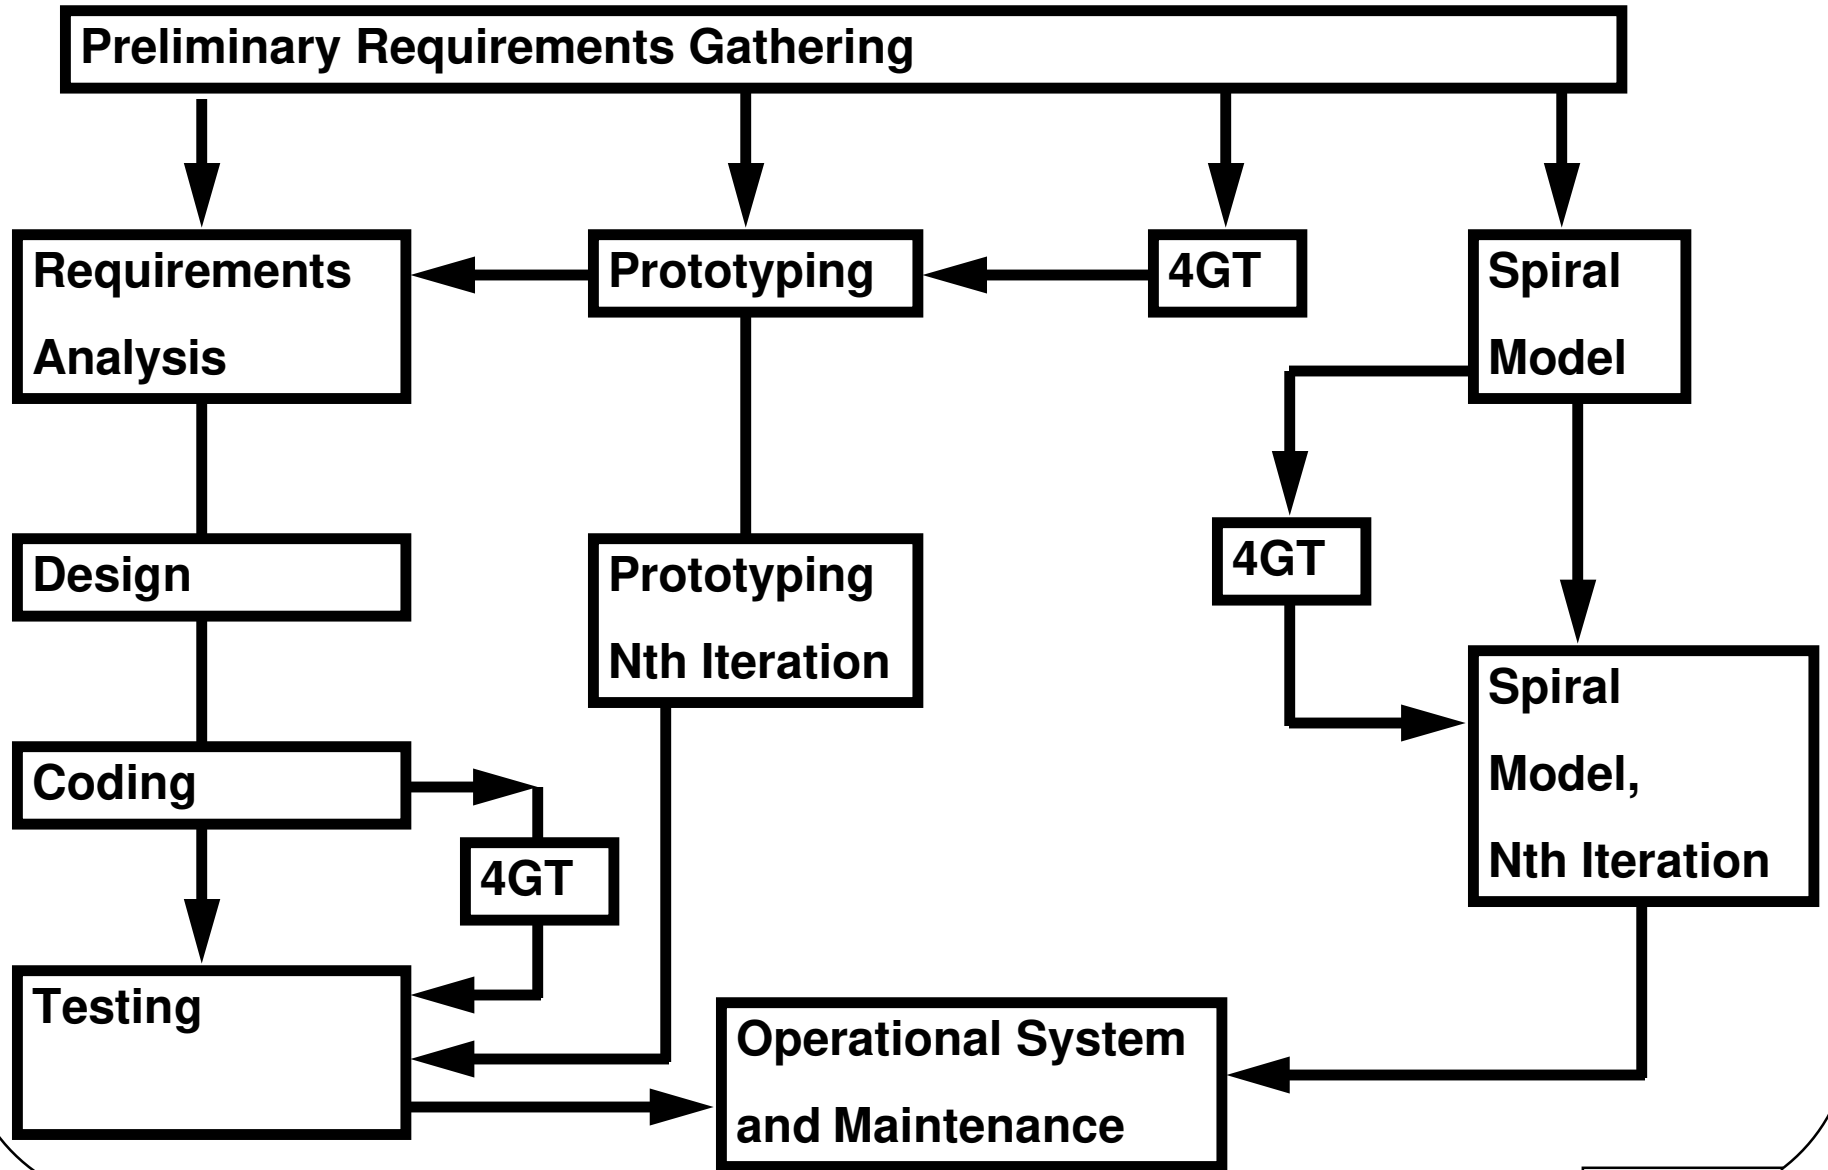 Preliminary Requirements Gathering
Requirements
Analysis
Prototyping
4GT
Spiral
Model
Design
Prototyping
Nth Iteration
4GT
Spiral
Model,
Nth Iteration
Coding
4GT
Testing
Operational System
and Maintenance